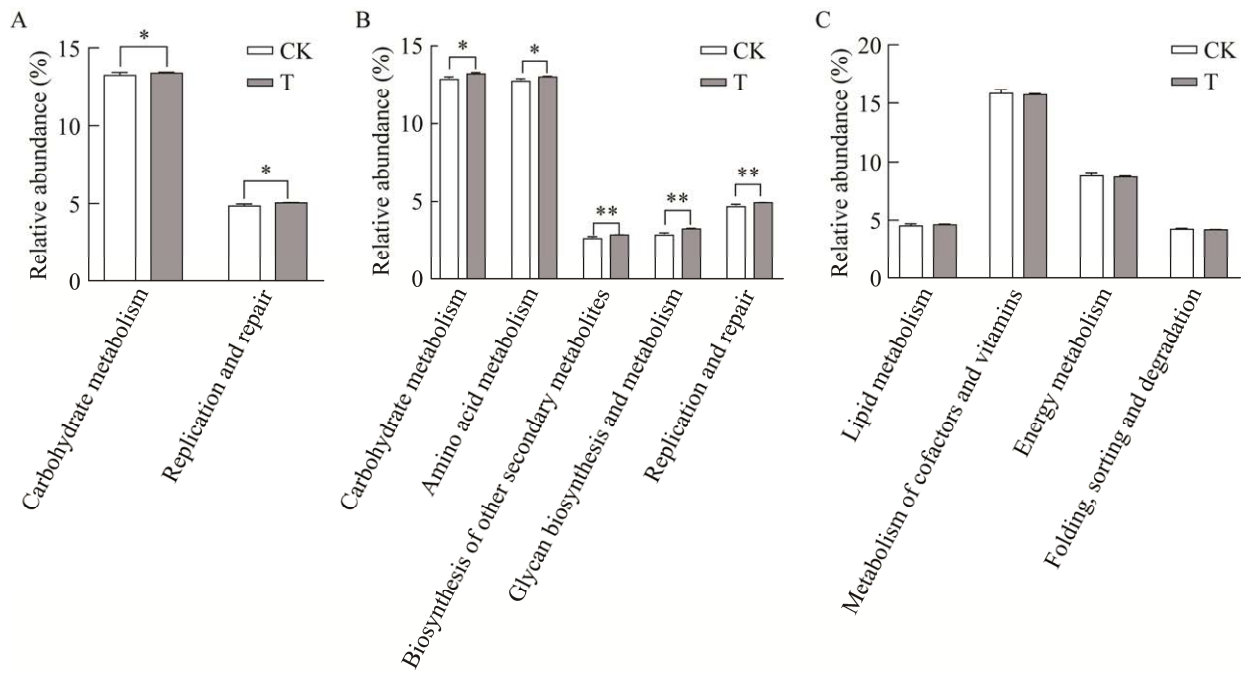 A
Relative abundance (%)
15
10
5
0
*
*
CK
T
Carbohydrate metabolism
Replication and repair
B
Relative abundance (%)
15
10
5
0
*
*
**
**
**
CK
T
Carbohydrate metabolism
Amino acid metabolism
Biosynthesis of other secondary metabolites
Glycan biosynthesis and metabolism
Replication and repair
C
Relative abundance (%)
20
15
10
5
0
CK
T
Lipid metabolism
Metabolism of cofactors and vitamins
Energy metabolism
Folding, sorting and degradation